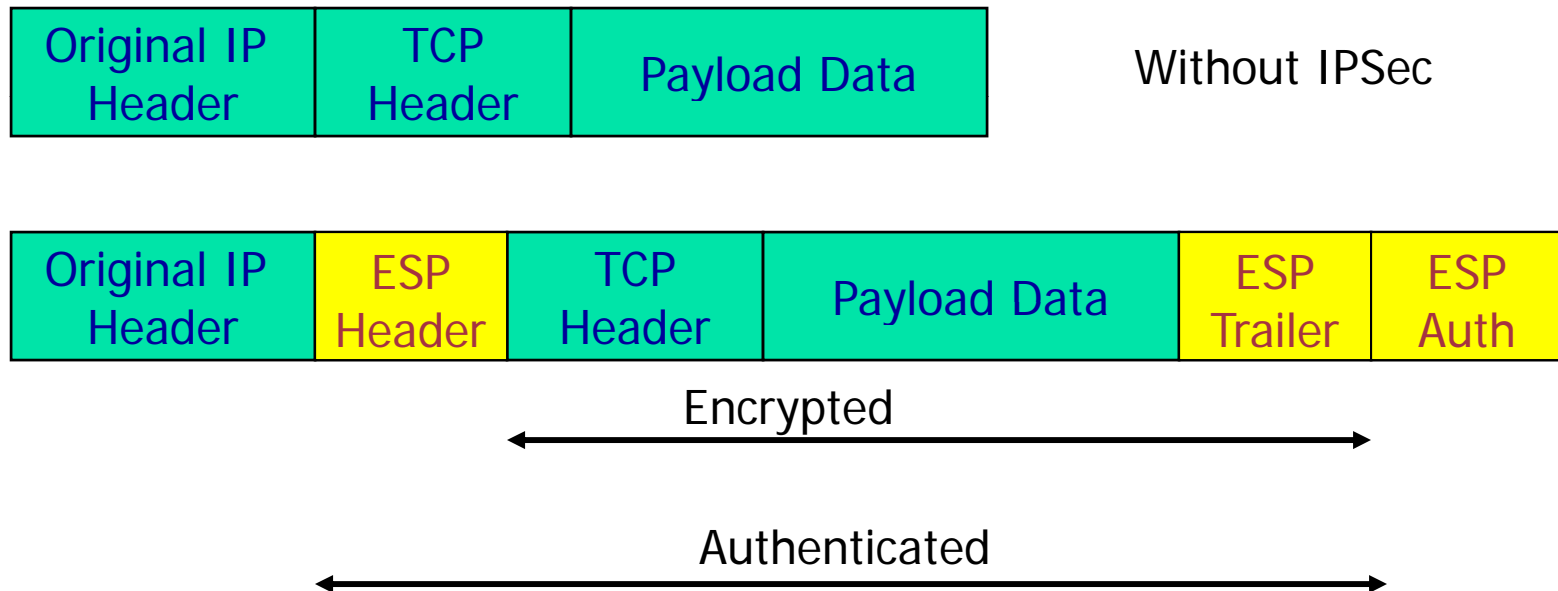 Original IP
Header
TCP
Header
Payload Data
Without IPSec
Original IP
Header
ESP
Header
TCP
Header
Payload Data
ESP
Trailer
ESP
Auth
Encrypted
Authenticated